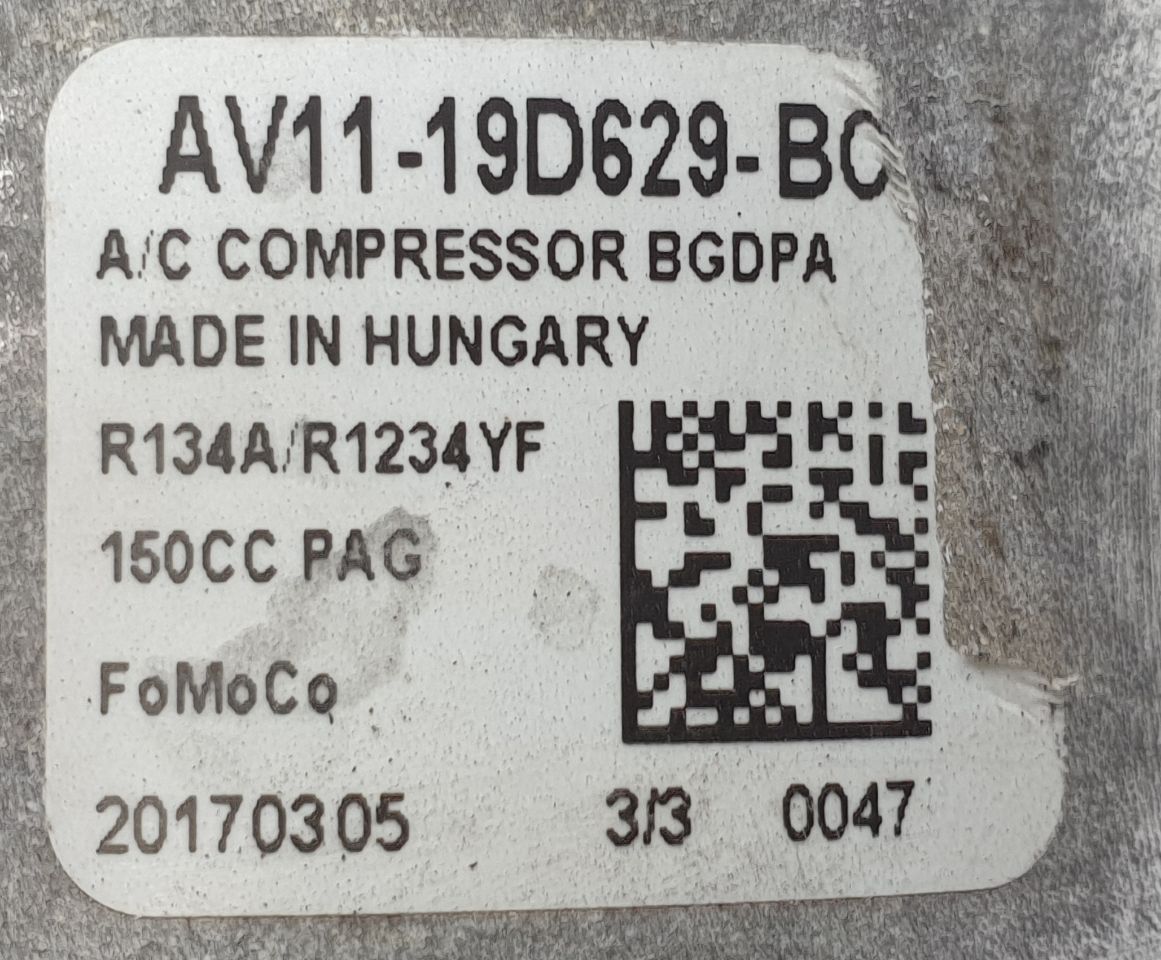 AV11-19D629-BC
A/C COMPRESSOR BGDPA
MADE IN HUNGARY
R134A/R1234YF
150CC PAG
FoMoCo
20170305 3/3 0047